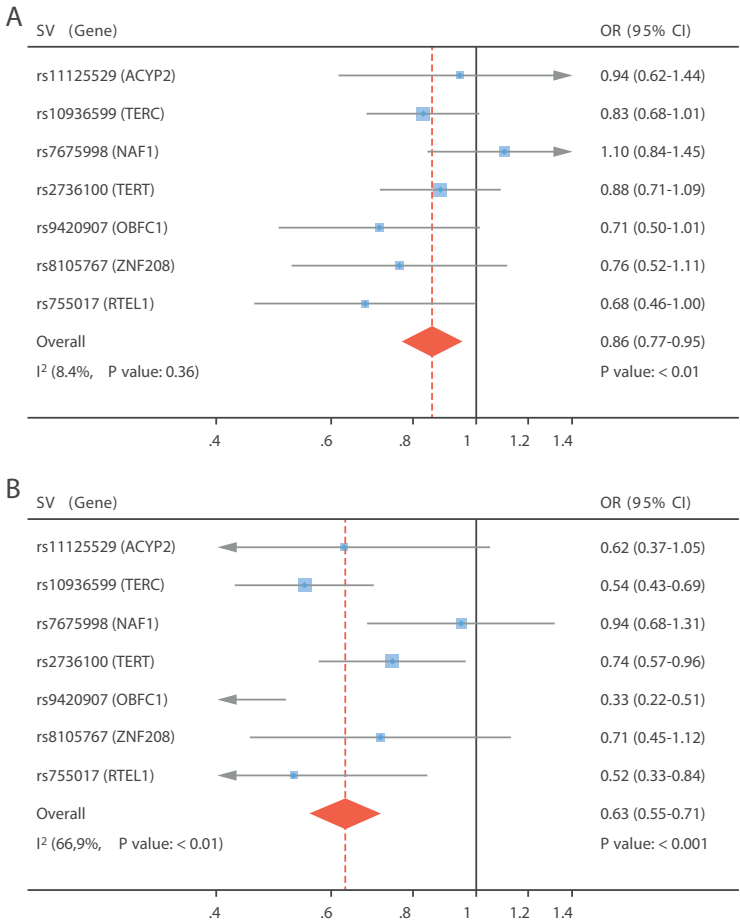 A
SV (Gene) OR (95% CI)
rs11125529 (ACYP2) 0.94 (0.62-1.44)
rs10936599 (TERC) 0.83 (0.68-1.01)
rs7675998 (NAF1) 1.10 (0.84-1.45)
rs2736100 (TERT) 0.88 (0.71-1.09)
rs9420907 (OBFC1) 0.71 (0.50-1.01)
rs8105767 (ZNF208) 0.76 (0.52-1.11)
rs755017 (RTEL1) 0.68 (0.46-1.00)
Overall 0.86 (0.77-0.95)
I² (8.4%, P value: 0.36) P value: < 0.01
.4 .6 .8 1 1.2 1.4
B
SV (Gene) OR (95% CI)
rs11125529 (ACYP2) 0.62 (0.37-1.05)
rs10936599 (TERC) 0.54 (0.43-0.69)
rs7675998 (NAF1) 0.94 (0.68-1.31)
rs2736100 (TERT) 0.74 (0.57-0.96)
rs9420907 (OBFC1) 0.33 (0.22-0.51)
rs8105767 (ZNF208) 0.71 (0.45-1.12)
rs755017 (RTEL1) 0.52 (0.33-0.84)
Overall 0.63 (0.55-0.71)
I² (66,9%, P value: < 0.01) P value: < 0.001
.4 .6 .8 1 1.2 1.4